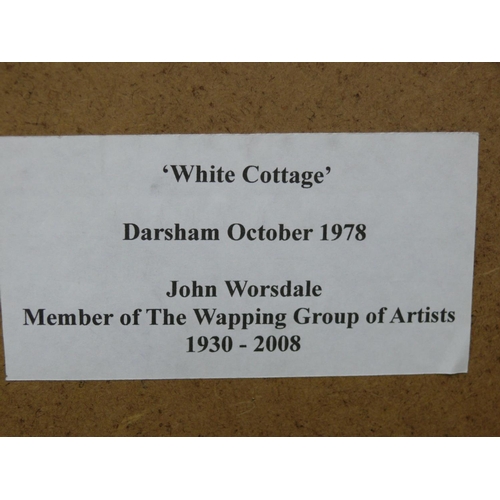 ‘White Cottage’
Darsham October 1978
John Worsdale
Member of The Wapping Group of Artists
1930 - 2008